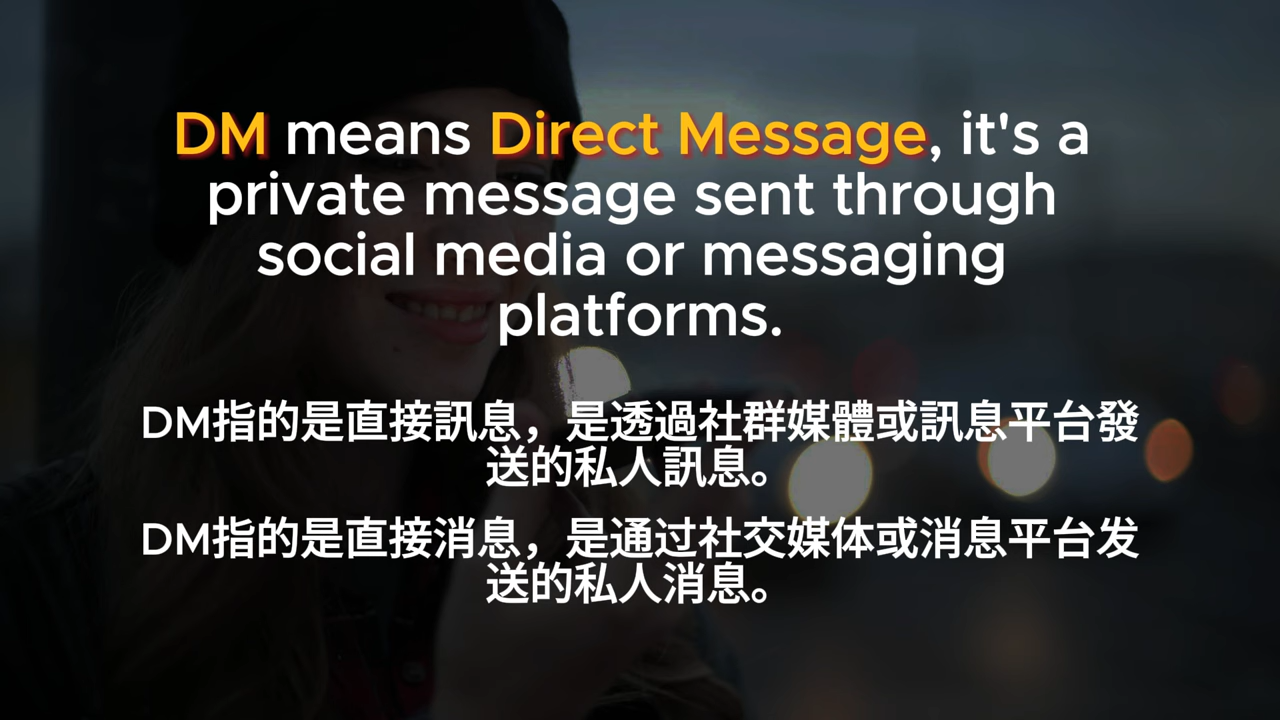 DM means Direct Message, it's a
private message sent through
social media or messaging
platforms.
DM指的是直接訊息，是透過社群媒體或訊息平台發
送的私人訊息。
DM指的是直接消息，是通过社交媒体或消息平台发
送的私人消息。